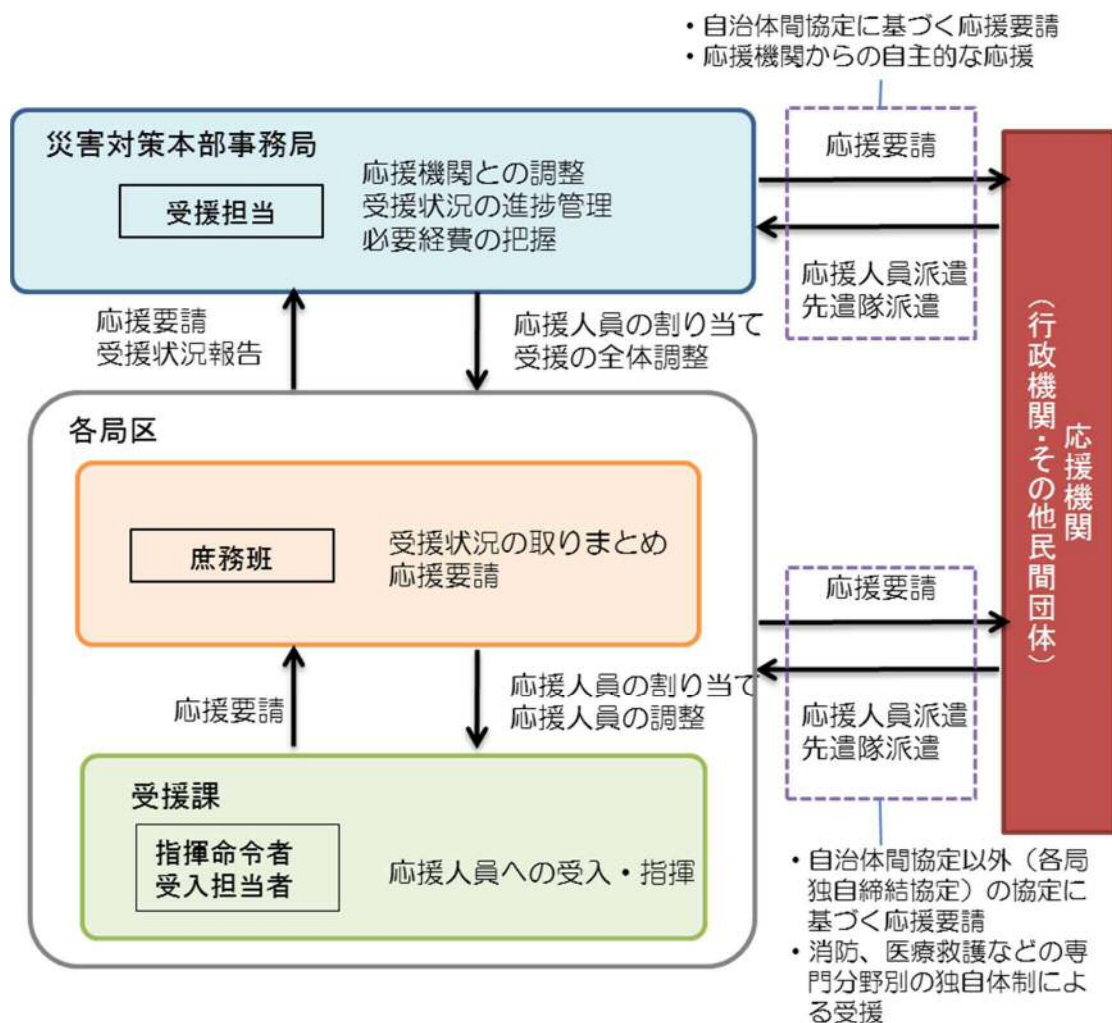 ・自治体間協定に基づく応援要請
・応援機関からの自主的な応援
災害対策本部事務局
受援担当
応援機関との調整
受援状況の進捗管理
必要経費の把握
応援要請
応援人員派遣
先遣隊派遣
応援要請
受援状況報告
応援人員の割り当て
受援の全体調整
各局区
庶務班
受援状況の取りまとめ
応援要請
応援要請
応援人員の割り当て
応援人員の調整
受援課
指揮命令者
受入担当者
応援人員への受入・指揮
応援要請
応援人員派遣
先遣隊派遣
応援機関
（行政機関・その他民間団体）
・自治体間協定以外（各局
独自締結協定）の協定に
基づく応援要請
・消防、医療救護などの専
門分野別の独自体制によ
る受援